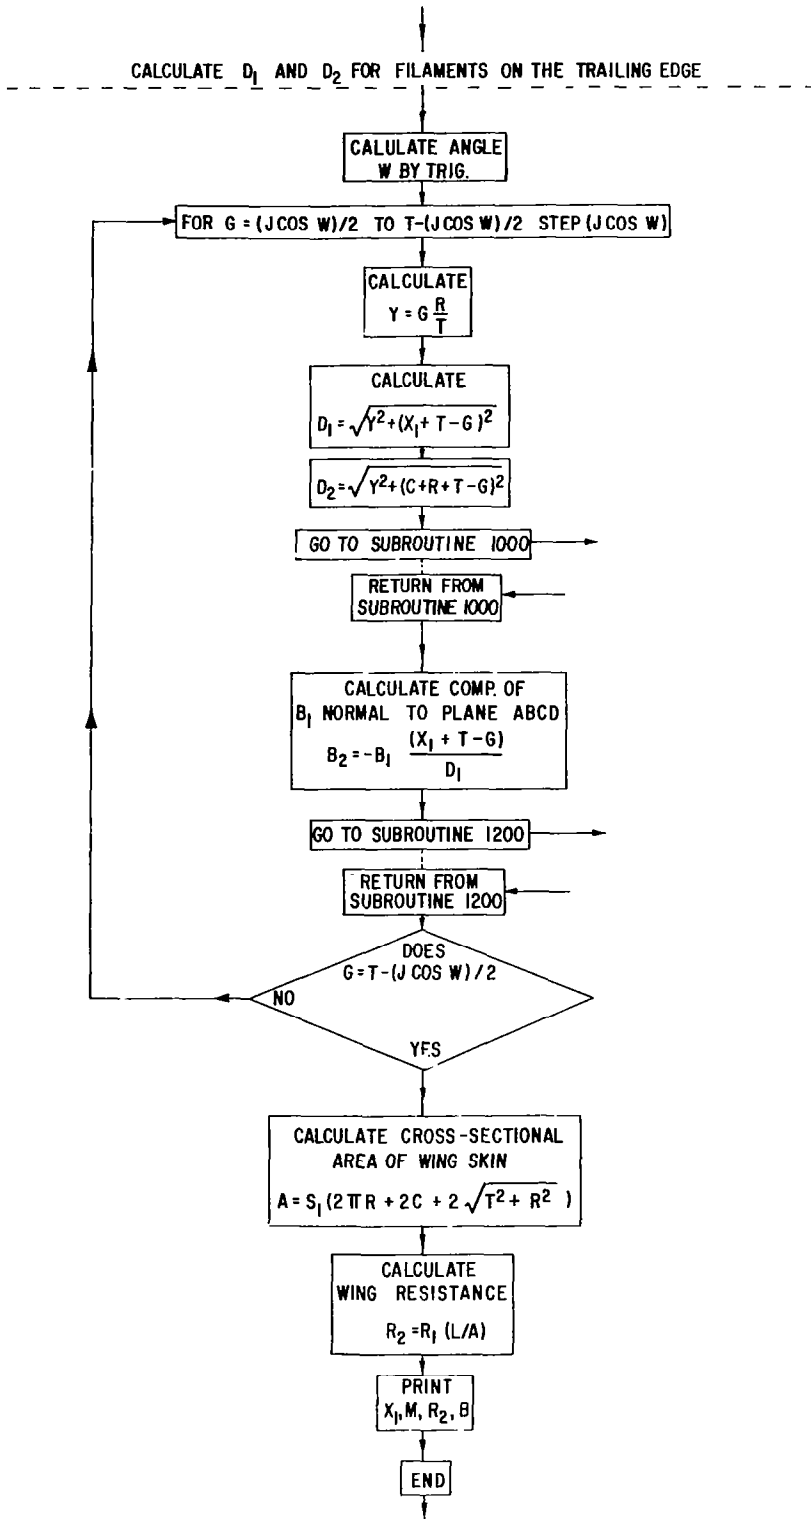 CALCULATE D₁ AND D₂ FOR FILAMENTS ON THE TRAILING EDGE
CALULATE ANGLE
W BY TRIG.
FOR G = (J COS W)/2 TO T-(J COS W)/2 STEP (J COS W)
CALCULATE
Y = G R/T
CALCULATE
D₁ = √Y²+(X₁+T-G)²
D₂ = √Y²+(C+R+T-G)²
GO TO SUBROUTINE 1000
RETURN FROM
SUBROUTINE 1000
CALCULATE COMP. OF
B₁ NORMAL TO PLANE ABCD
B₂ = -B₁ (X₁ + T-G)/D₁
GO TO SUBROUTINE 1200
RETURN FROM
SUBROUTINE 1200
DOES
G = T-(J COS W)/2
NO
YES
CALCULATE CROSS-SECTIONAL
AREA OF WING SKIN
A = S₁(2πR + 2C + 2√T²+R²)
CALCULATE
WING RESISTANCE
R₂ = R₁ (L/A)
PRINT
X₁, M, R₂, B
END